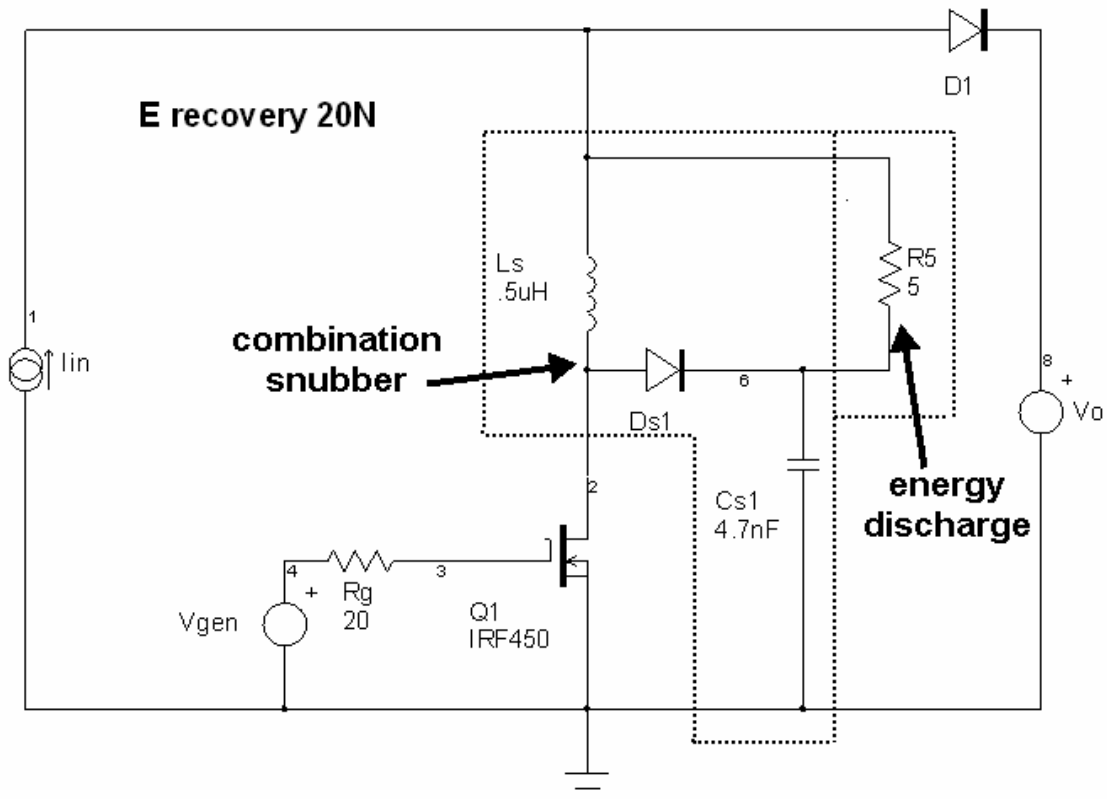 D1
E recovery 20N
Ls
.5uH
R5
5
1
combination
snubber
Iin
6
8
+
Vo
Ds1
energy
discharge
2
Cs1
4.7nF
4
3
+
Rg
20
Vgen
Q1
IRF450